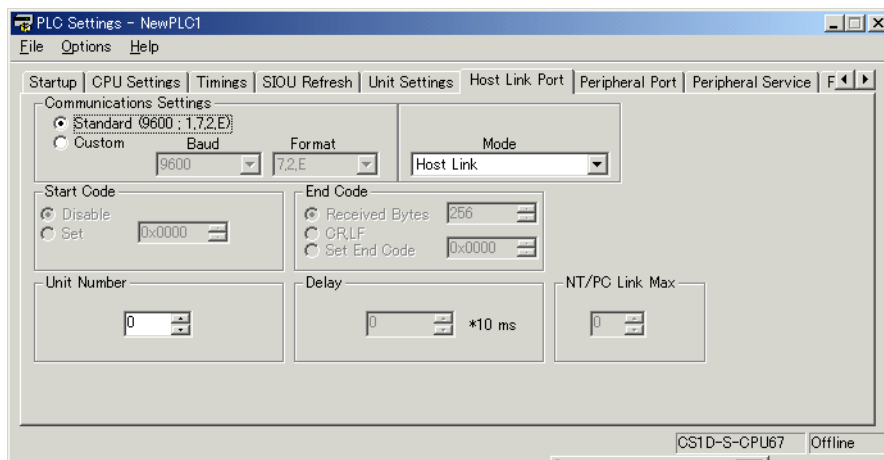 PLC Settings - NewPLC1
File Options Help
Startup CPU Settings Timings SIOU Refresh Unit Settings Host Link Port Peripheral Port Peripheral Service F
Communications Settings
Standard (9600 ; 1,7,2,E)
Custom Baud Format Mode
9600 7,2,E Host Link
Start Code End Code
Disable Received Bytes 256
Set 0x0000 CR,LF
Set End Code 0x0000
Unit Number Delay NT/PC Link Max
0 0 *10 ms 0
CS1D-S-CPU67 Offline